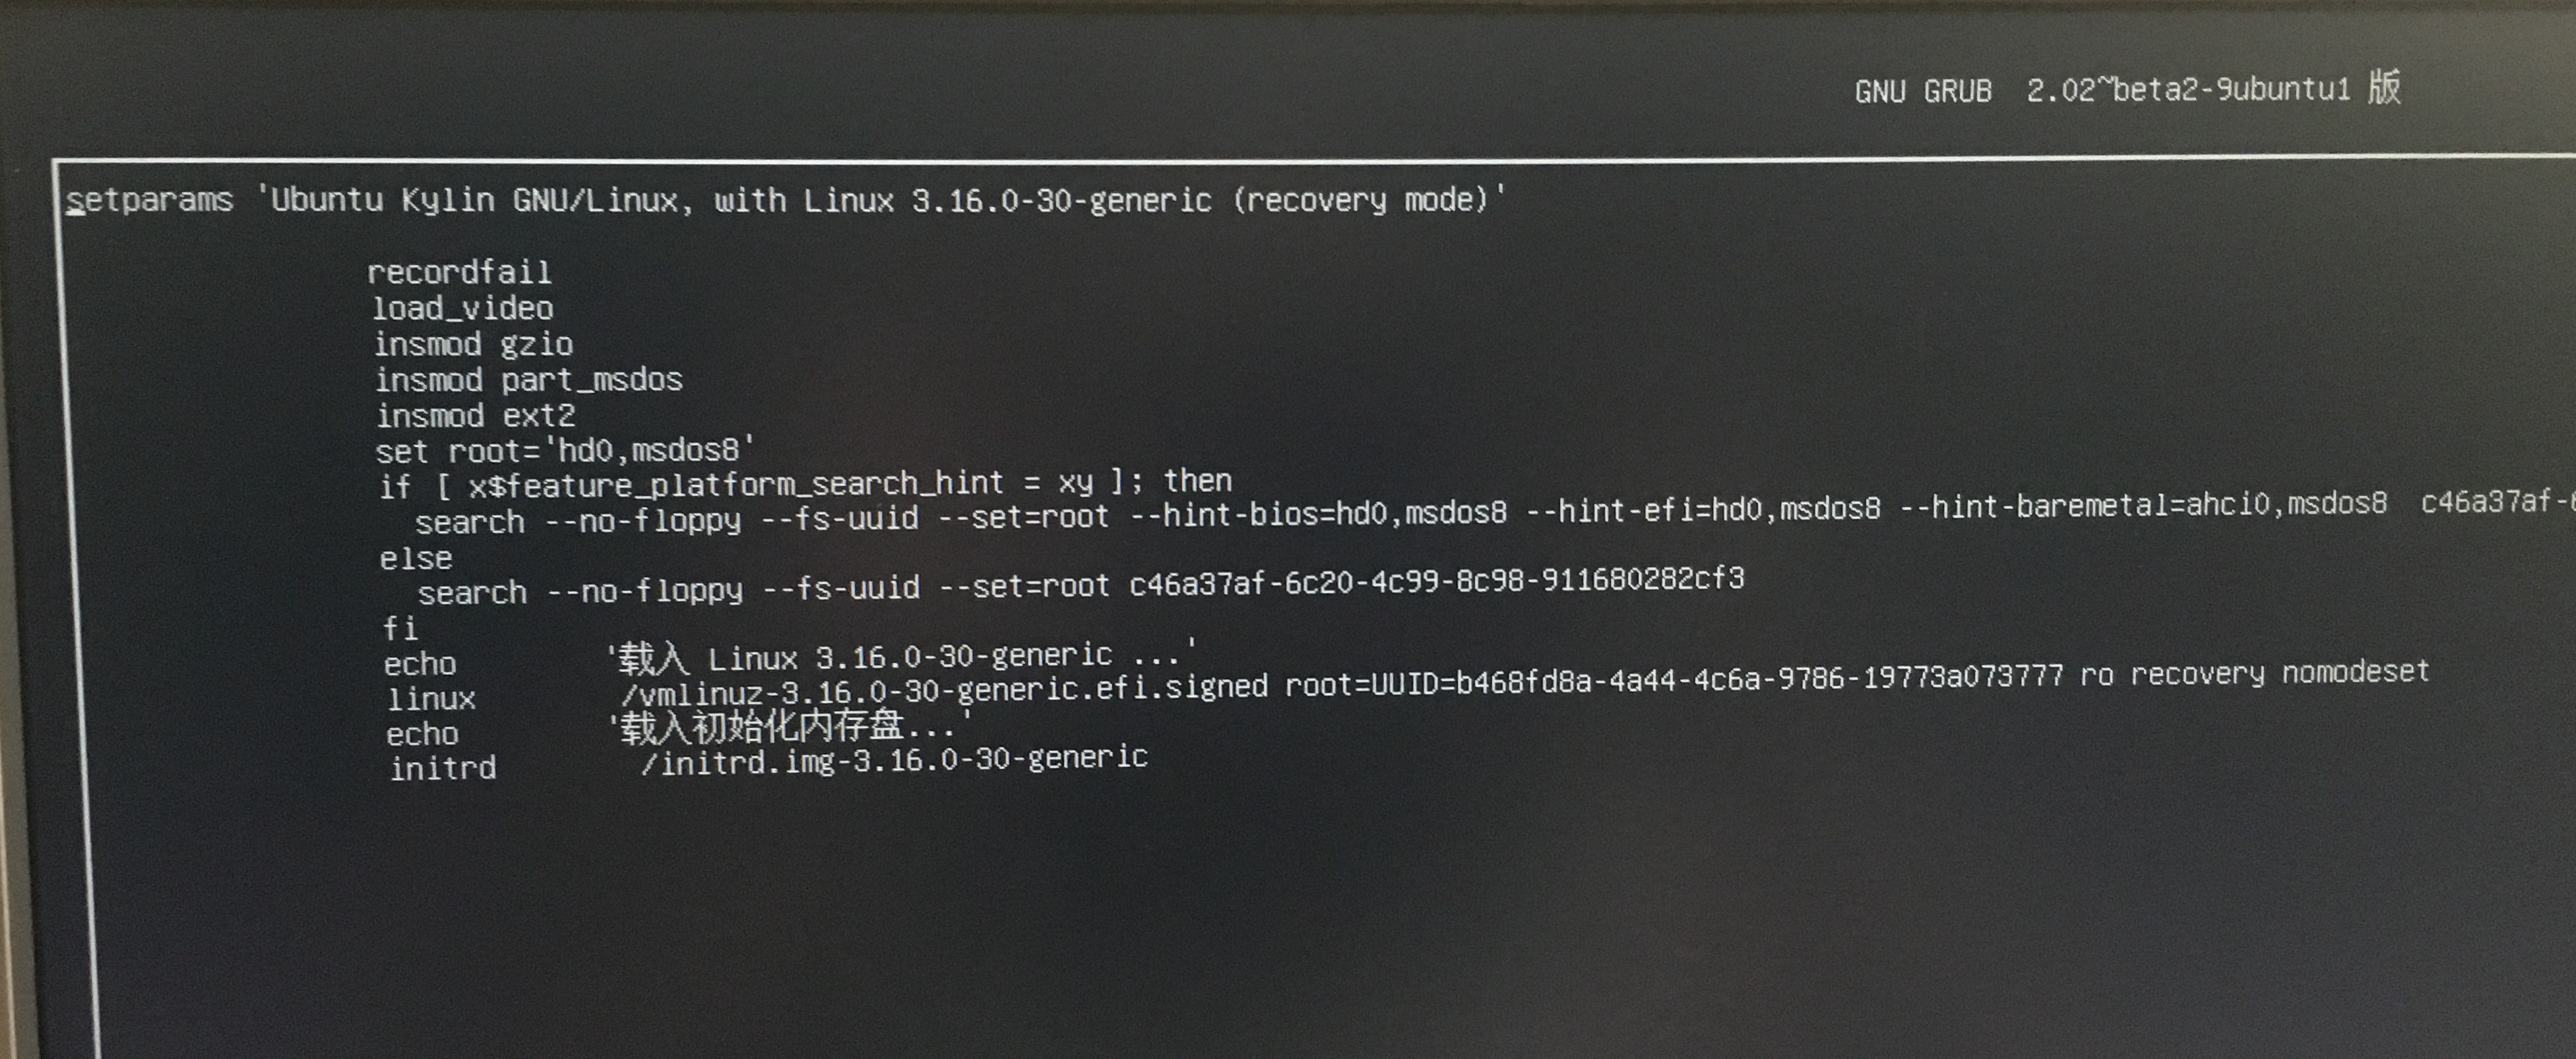 GNU GRUB  2.02~beta2-9ubuntu1 版
setparams 'Ubuntu Kylin GNU/Linux, with Linux 3.16.0-30-generic (recovery mode)'
recordfail
load_video
insmod gzio
insmod part_msdos
insmod ext2
set root='hd0,msdos8'
if [ x$feature_platform_search_hint = xy ]; then
search --no-floppy --fs-uuid --set=root --hint-bios=hd0,msdos8 --hint-efi=hd0,msdos8 --hint-baremetal=ahci0,msdos8  c46a37af-
else
search --no-floppy --fs-uuid --set=root c46a37af-6c20-4c99-8c98-911680282cf3
fi
echo '载入 Linux 3.16.0-30-generic ...'
linux /vmlinuz-3.16.0-30-generic.efi.signed root=UUID=b468fd8a-4a44-4c6a-9786-19773a073777 ro recovery nomodeset
echo '载入初始化内存盘...'
initrd /initrd.img-3.16.0-30-generic